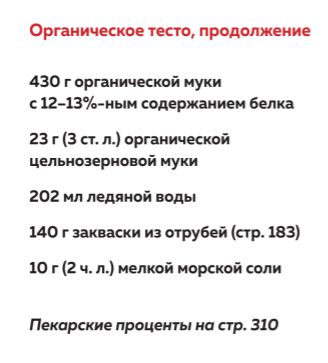 Органическое тесто, продолжение
430 г органической муки
с 12–13%-ным содержанием белка
23 г (3 ст. л.) органической
цельнозерновой муки
202 мл ледяной воды
140 г закваски из отрубей (стр. 183)
10 г (2 ч. л.) мелкой морской соли
Пекарские проценты на стр. 310